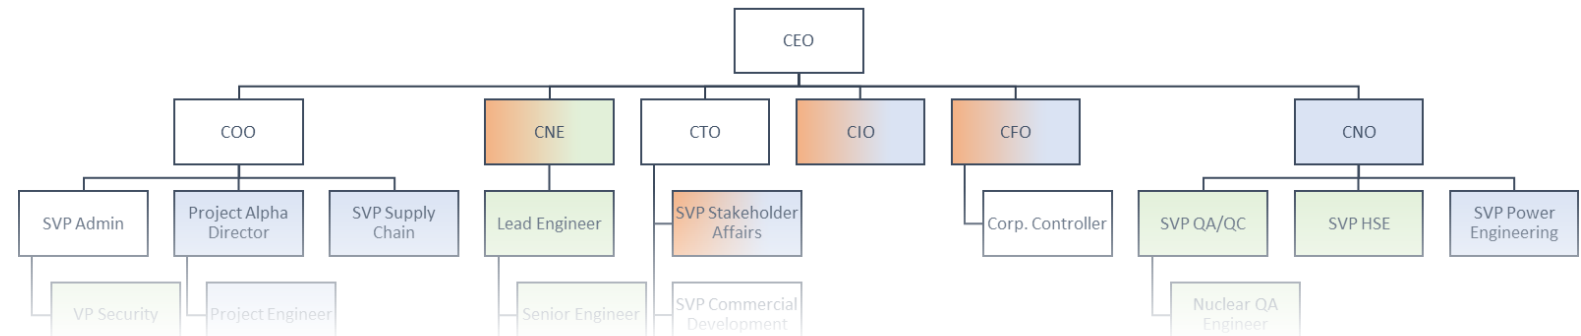 CEO
COO
CNE
CTO
CIO
CFO
CNO
SVP Admin
Project Alpha
Director
SVP Supply
Chain
Lead Engineer
SVP Stakeholder
Affairs
Corp. Controller
SVP QA/QC
SVP HSE
SVP Power
Engineering
VP Security
Project Engineer
Senior Engineer
SVP Commercial
Development
Nuclear QA
Engineer